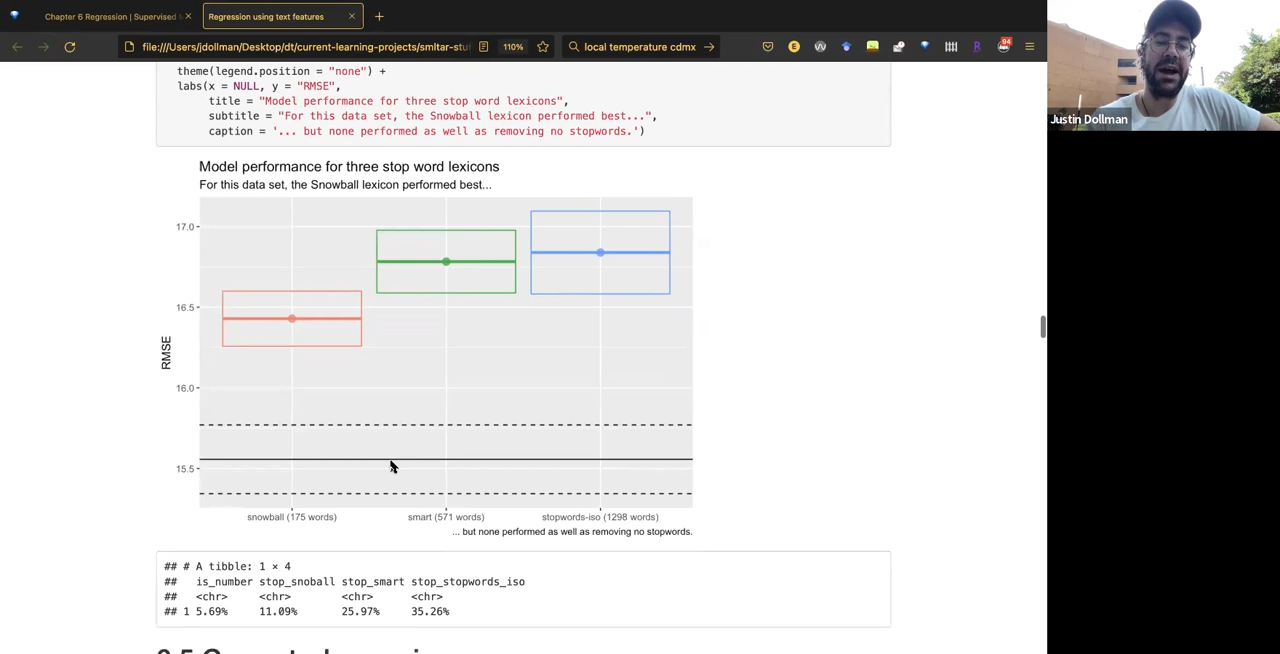 Chapter 6 Regression | Supervised
Regression using text features
file:///Users/jdollman/Desktop/dt/current-learning-projects/smltar-stu
110%
local temperature cdmx
E
94
R
theme(legend.position = "none") +
labs(x = NULL, y = "RMSE",
title = "Model performance for three stop word lexicons",
subtitle = "For this data set, the Snowball lexicon performed best...",
caption = '... but none performed as well as removing no stopwords.')
Justin Dollman
Model performance for three stop word lexicons
For this data set, the Snowball lexicon performed best...
17.0
16.5
RMSE
16.0
15.5
snowball (175 words) smart (571 words) stopwords-iso (1298 words)
... but none performed as well as removing no stopwords.
## # A tibble: 1 × 4
## is_number stop_snoball stop_smart stop_stopwords_iso
## <chr> <chr> <chr> <chr>
## 1 5.69% 11.09% 25.97% 35.26%